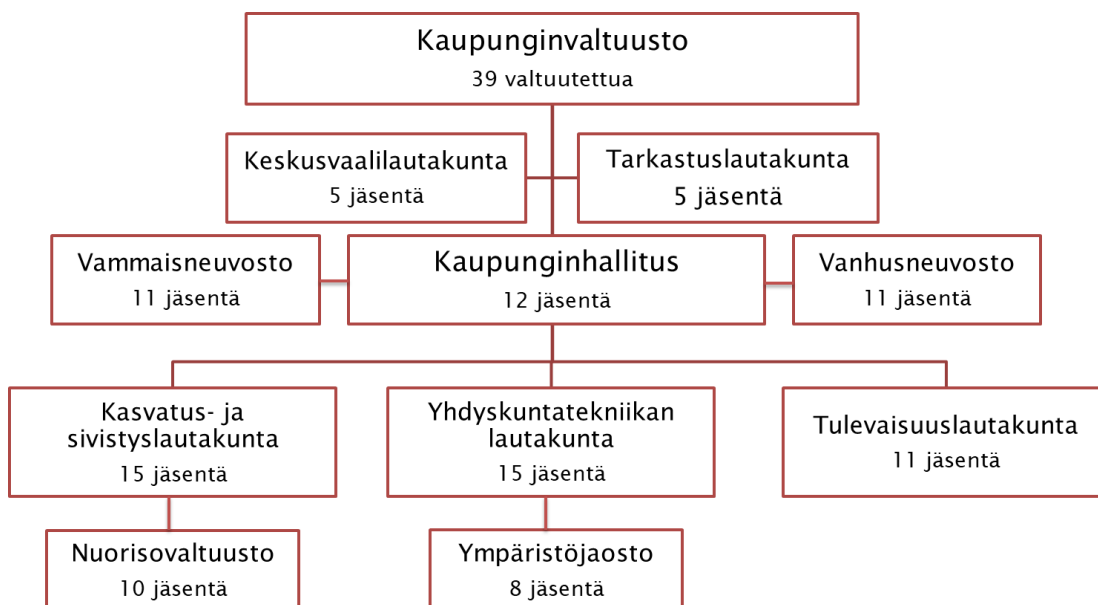 Kaupunginvaltuusto
39 valtuutettua
Keskusvaalilautakunta
5 jäsentä
Tarkastuslautakunta
5 jäsentä
Vammaisneuvosto
11 jäsentä
Kaupunginhallitus
12 jäsentä
Vanhusneuvosto
11 jäsentä
Kasvatus- ja
sivistyslautakunta
15 jäsentä
Yhdyskuntatekniikan
lautakunta
15 jäsentä
Tulevaisuuslautakunta
11 jäsentä
Nuorisovaltuusto
10 jäsentä
Ympäristöjaosto
8 jäsentä